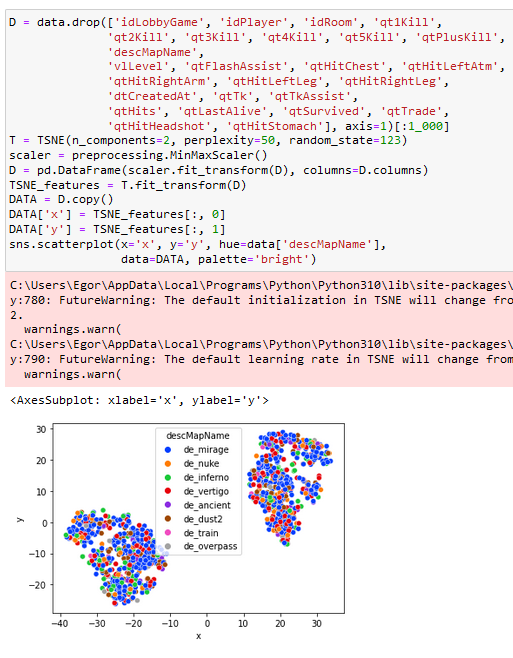 D = data.drop(['idLobbyGame', 'idPlayer', 'idRoom', 'qt1Kill',
'qt2Kill', 'qt3Kill', 'qt4Kill', 'qt5Kill', 'qtPlusKill',
'descMapName',
'vlLevel', 'qtFlashAssist', 'qtHitChest', 'qtHitLeftAtm',
'qtHitRightArm', 'qtHitLeftLeg', 'qtHitRightLeg',
'dtCreatedAt', 'qtTk', 'qtTkAssist',
'qtHits', 'qtLastAlive', 'qtSurvived', 'qtTrade',
'qtHitHeadshot', 'qtHitStomach'], axis=1)[:1_000]
T = TSNE(n_components=2, perplexity=50, random_state=123)
scaler = preprocessing.MinMaxScaler()
D = pd.DataFrame(scaler.fit_transform(D), columns=D.columns)
TSNE_features = T.fit_transform(D)
DATA = D.copy()
DATA['x'] = TSNE_features[:, 0]
DATA['y'] = TSNE_features[:, 1]
sns.scatterplot(x='x', y='y', hue=data['descMapName'],
data=DATA, palette='bright')
C:\Users\Egor\AppData\Local\Programs\Python\Python310\lib\site-packages\
y:780: FutureWarning: The default initialization in TSNE will change fro
2.
warnings.warn(
C:\Users\Egor\AppData\Local\Programs\Python\Python310\lib\site-packages\
y:790: FutureWarning: The default learning rate in TSNE will change from
warnings.warn(
<AxesSubplot: xlabel='x', ylabel='y'>
descMapName
de_mirage
de_nuke
de_inferno
de_vertigo
de_ancient
de_dust2
de_train
de_overpass
30
20
10
0
−10
−20
y
−40 −30 −20 −10 0 10 20 30
x